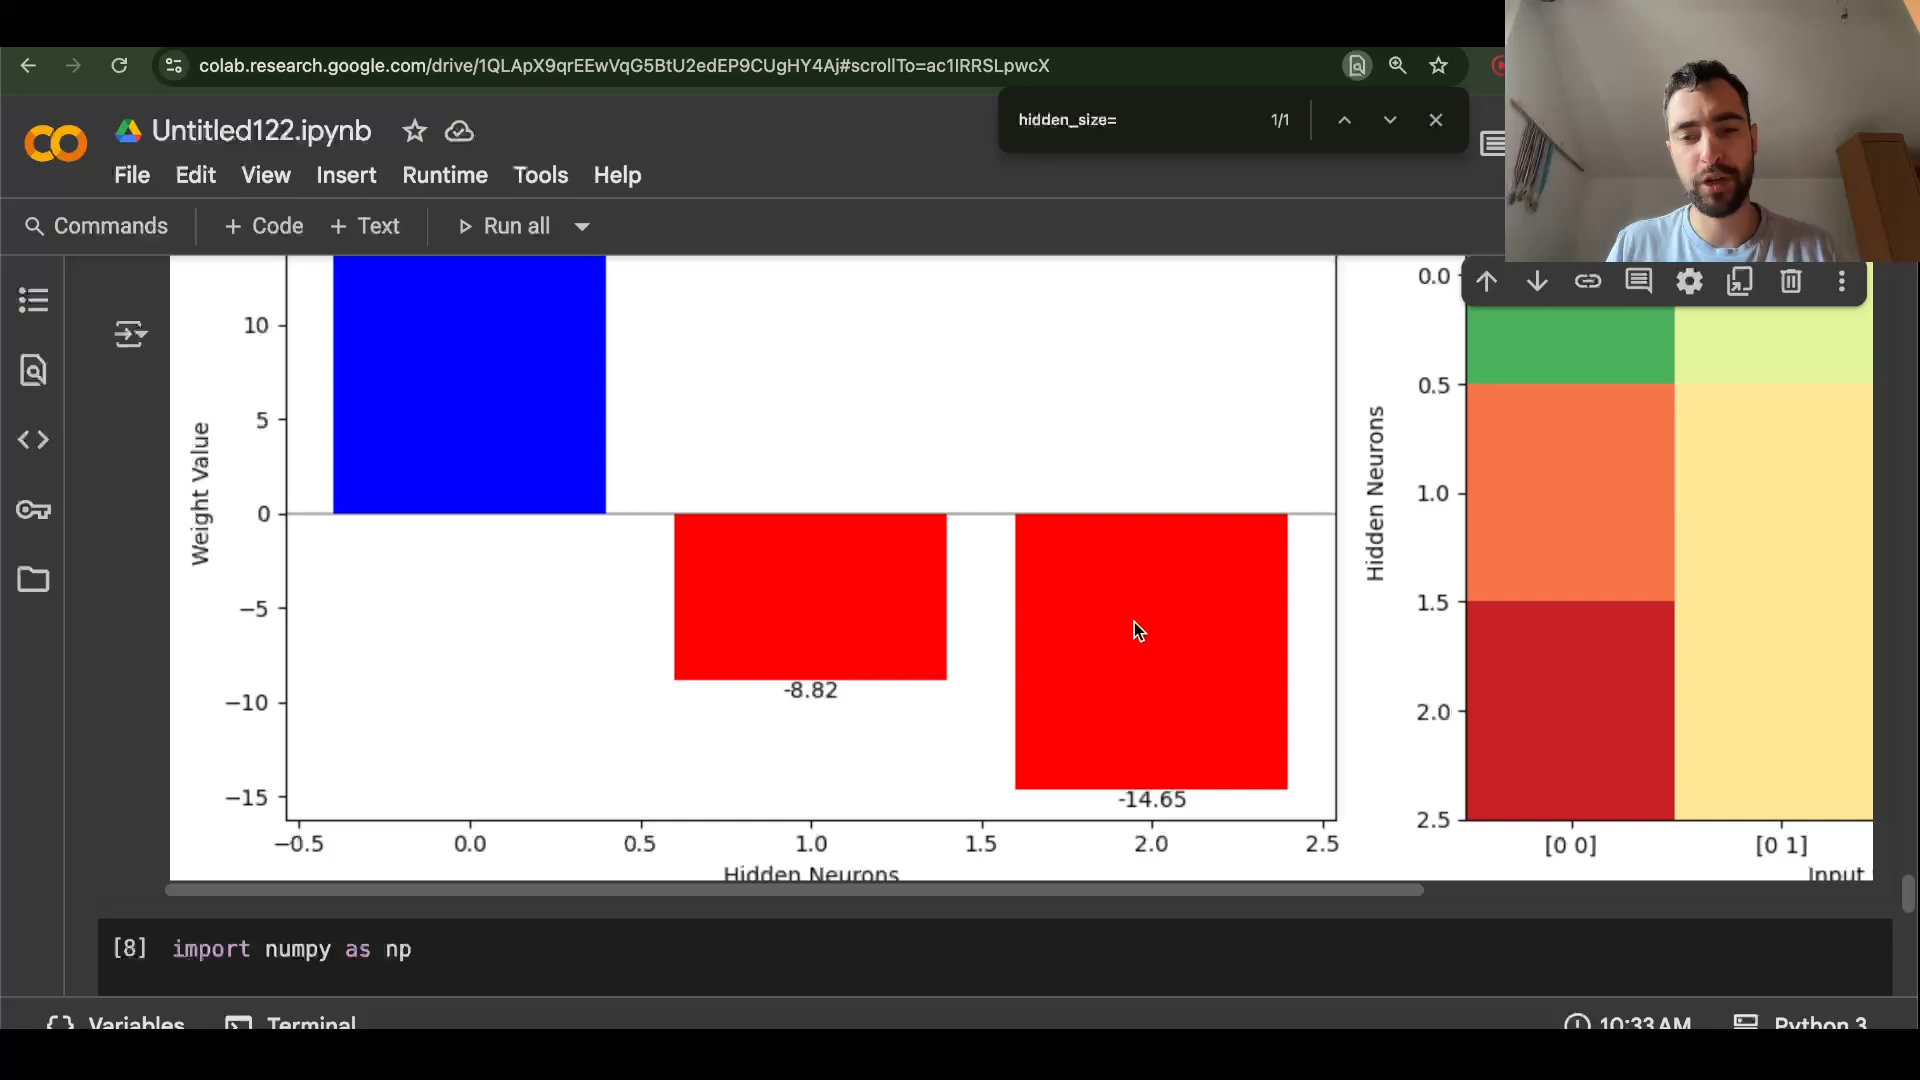 colab.research.google.com/drive/1QLApX9qrEEwVqG5BtU2edEP9CUgHY4Aj#scrollTo=ac1IRRSLpwcX
hidden_size=
1/1
Untitled122.ipynb
File Edit View Insert Runtime Tools Help
Commands + Code + Text Run all
Weight Value
10
5
0
−5
−10
−15
-8.82
-14.65
−0.5 0.0 0.5 1.0 1.5 2.0 2.5
Hidden Neurons
Hidden Neurons
0.0
0.5
1.0
1.5
2.0
2.5
[0 0] [0 1]
Input
[8] import numpy as np
Variables Terminal 10:33 AM Python 3